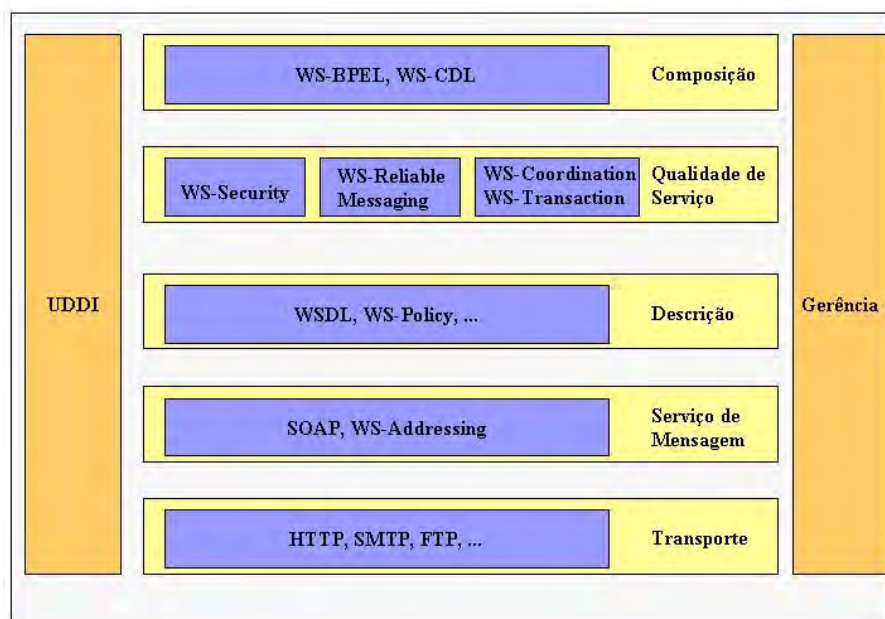 UDDI
WS-BPEL, WS-CDL
Composição
WS-Security
WS-Reliable
Messaging
WS-Coordination
WS-Transaction
Qualidade de
Serviço
WSDL, WS-Policy, ...
Descrição
SOAP, WS-Addressing
Serviço de
Mensagem
HTTP, SMTP, FTP, ...
Transporte
Gerência